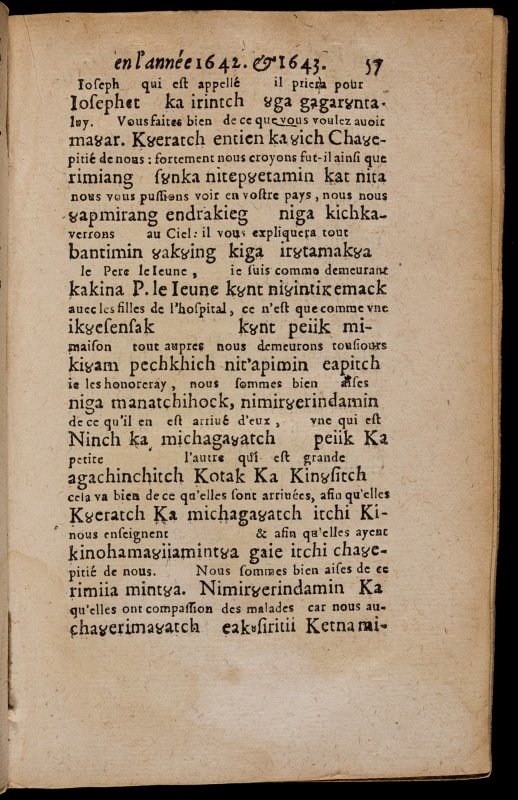 en l'année 1642. & 1643. 57
Ioseph qui est appellé il priera pour
Iosephet ka irintch ȣga gagarȣnta-
luy. Vous faites bien de ce que vous voulez auoir
maȣar. Kȣeratch entien kaȣich Chaȣe-
pitié de nous : fortement nous croyons fut-il ainsi que
rimiang sȣnka nitepȣetamin kat nita
nous vous pussions voir en vostre pays, nous nous
ȣapmirang endrakieg niga kichka-
verrons au Ciel: il vous expliquera tout
bantimin ȣakȣing kiga irȣtamakȣa
le Pere le Ieune, ie suis comme demeurant
kakina P. le Ieune kȣnt niȣintikemack
auec les filles de l'hospital, ce n'est que comme vne
ikȣesensak kȣnt peiik mi-
maison tout aupres nous demeurons tousiours
kiȣam pechkhich nit'apimin eapitch
ie les honoreray, nous sommes bien aises
niga manatchihock, nimirȣerindamin
de ce qu'il en est arriué d'eux, vne qui est
Ninch ka michagaȣatch peiik Ka
petite l'autre qui est grande
agachinchitch Kotak Ka Kinȣsitch
cela va bien de ce qu'elles sont arriuées, afin qu'elles
Kȣeratch Ka michagaȣatch itchi Ki-
nous enseignent & afin qu'elles ayent
kinohamaȣiiamintȣa gaie itchi chaȣe-
pitié de nous. Nous sommes bien aises de ce
rimiia mintȣa. Nimirȣerindamin Ka
qu'elles ont compassion des malades car nous au-
chaȣerimaȣatch eakȣsiritii Ketnami-